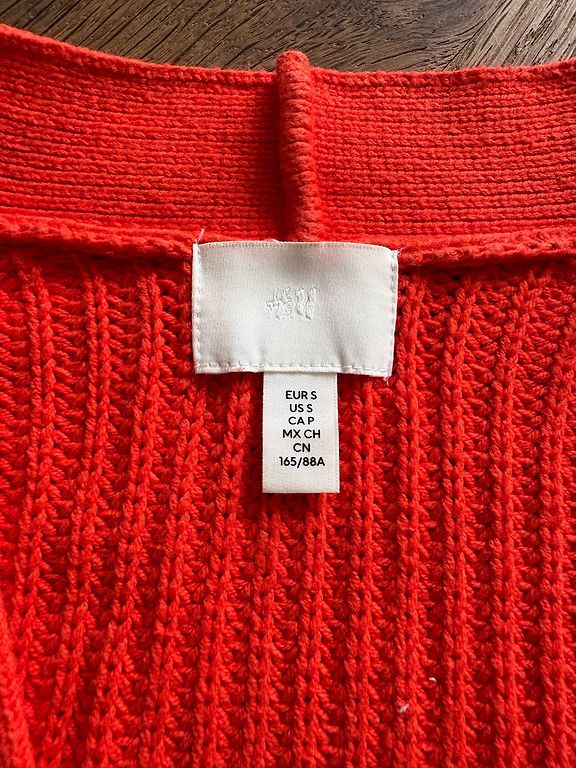 H&M
EUR S
US S
CA P
MX CH
CN
165/88A